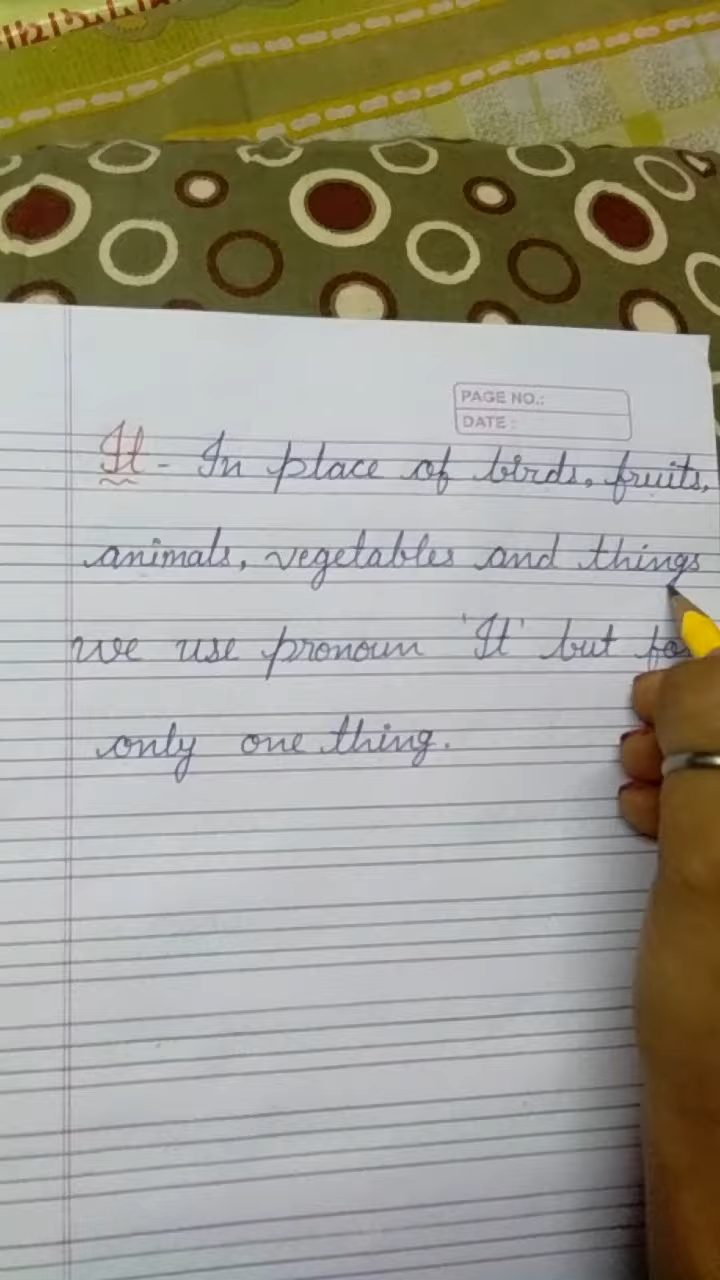 PAGE NO.:
DATE :
It - In place of birds, fruits,
animals, vegetables and things
we use pronoun 'It' but for
only one thing.